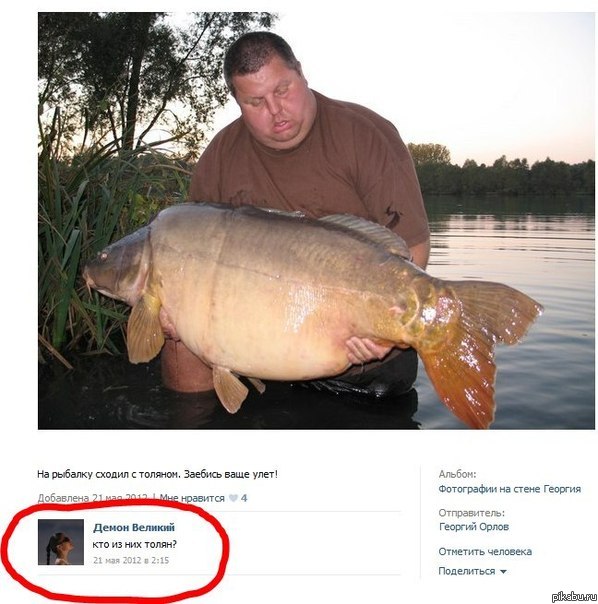 На рыбалку сходил с толяном. Заебись ваще улет!
Добавлена 21 мая 2012 | Мне нравится 4
Демон Великий
кто из них толян?
21 мая 2012 в 2:15
Альбом:
Фотографии на стене Георгия
Отправитель:
Георгий Орлов
Отметить человека
Поделиться
pikabu.ru